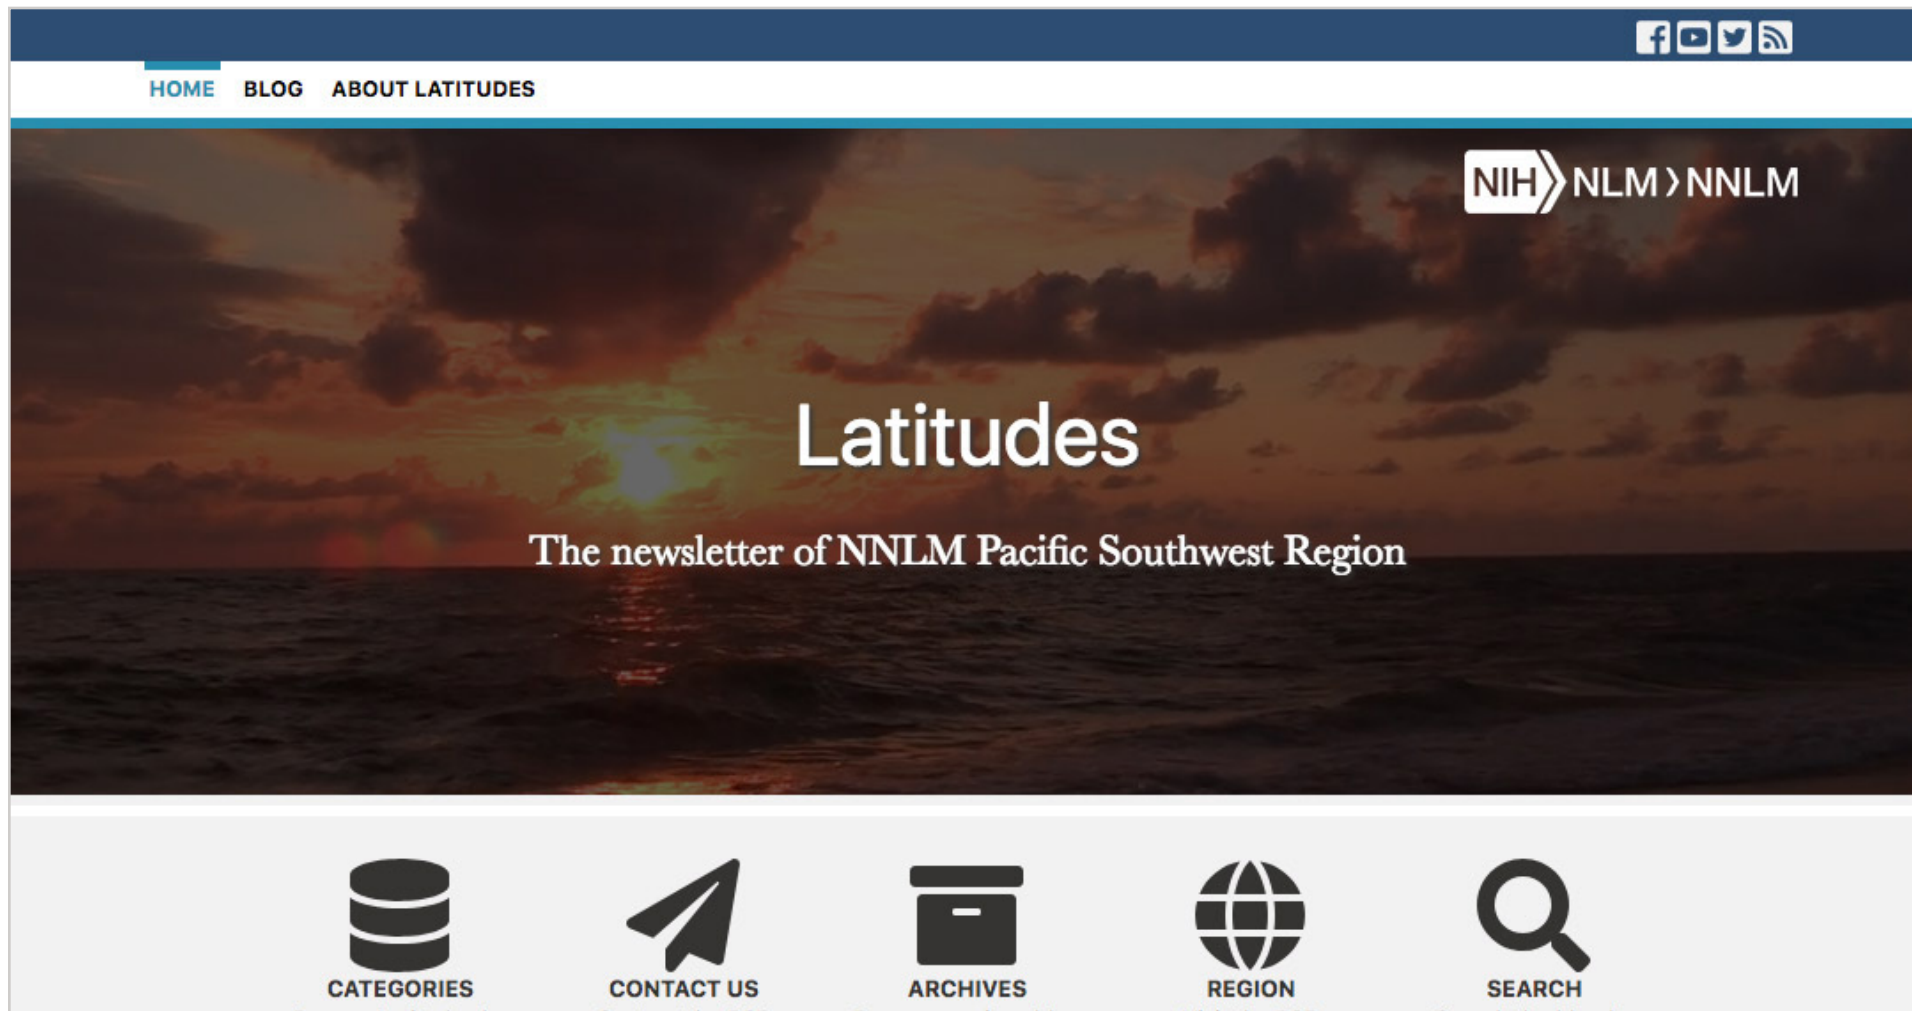 HOME BLOG ABOUT LATITUDES
NIH NLM NNLM
Latitudes
The newsletter of NNLM Pacific Southwest Region
CATEGORIES CONTACT US ARCHIVES REGION SEARCH